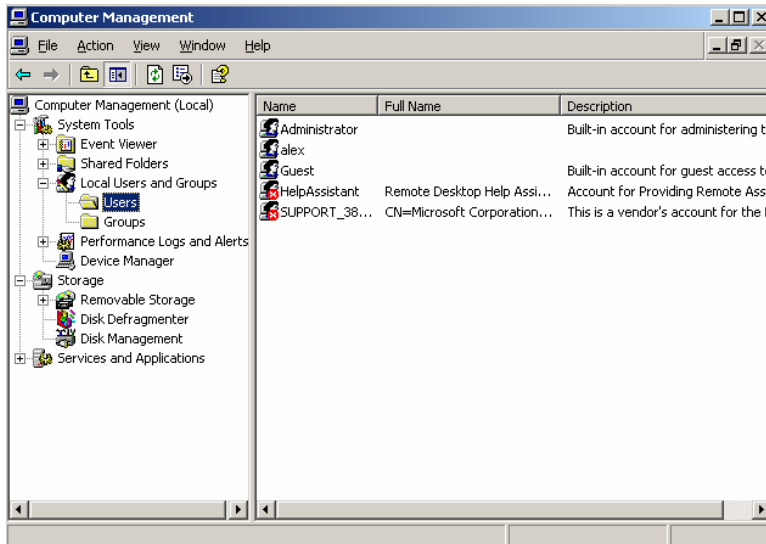 Computer Management
File Action View Window Help
Computer Management (Local)
System Tools
Event Viewer
Shared Folders
Local Users and Groups
Users
Groups
Performance Logs and Alerts
Device Manager
Storage
Removable Storage
Disk Defragmenter
Disk Management
Services and Applications
Name Full Name Description
Administrator Built-in account for administering t
alex
Guest Built-in account for guest access t
HelpAssistant Remote Desktop Help Assi... Account for Providing Remote Ass
SUPPORT_38... CN=Microsoft Corporation... This is a vendor's account for the